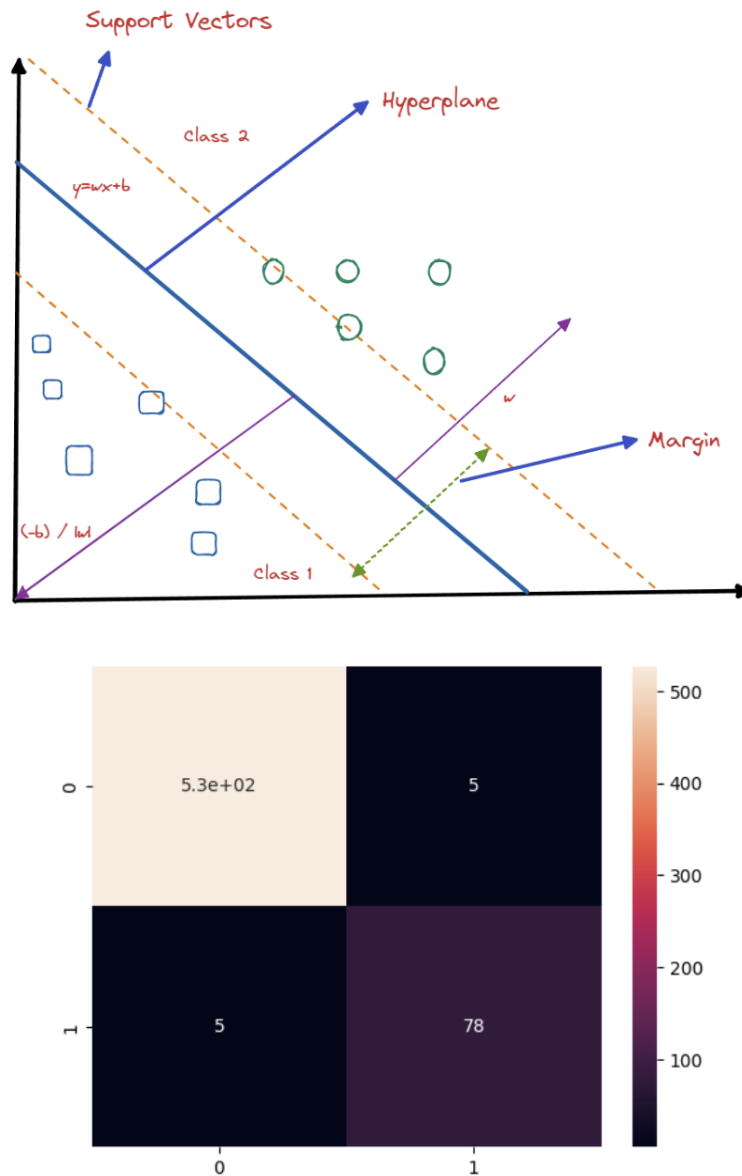 Support Vectors
Hyperplane
Class 2
y=wx+b
w
Margin
(-b) / |w|
Class 1
500
0
5.3e+02
5
400
300
200
1
5
78
100
0
1